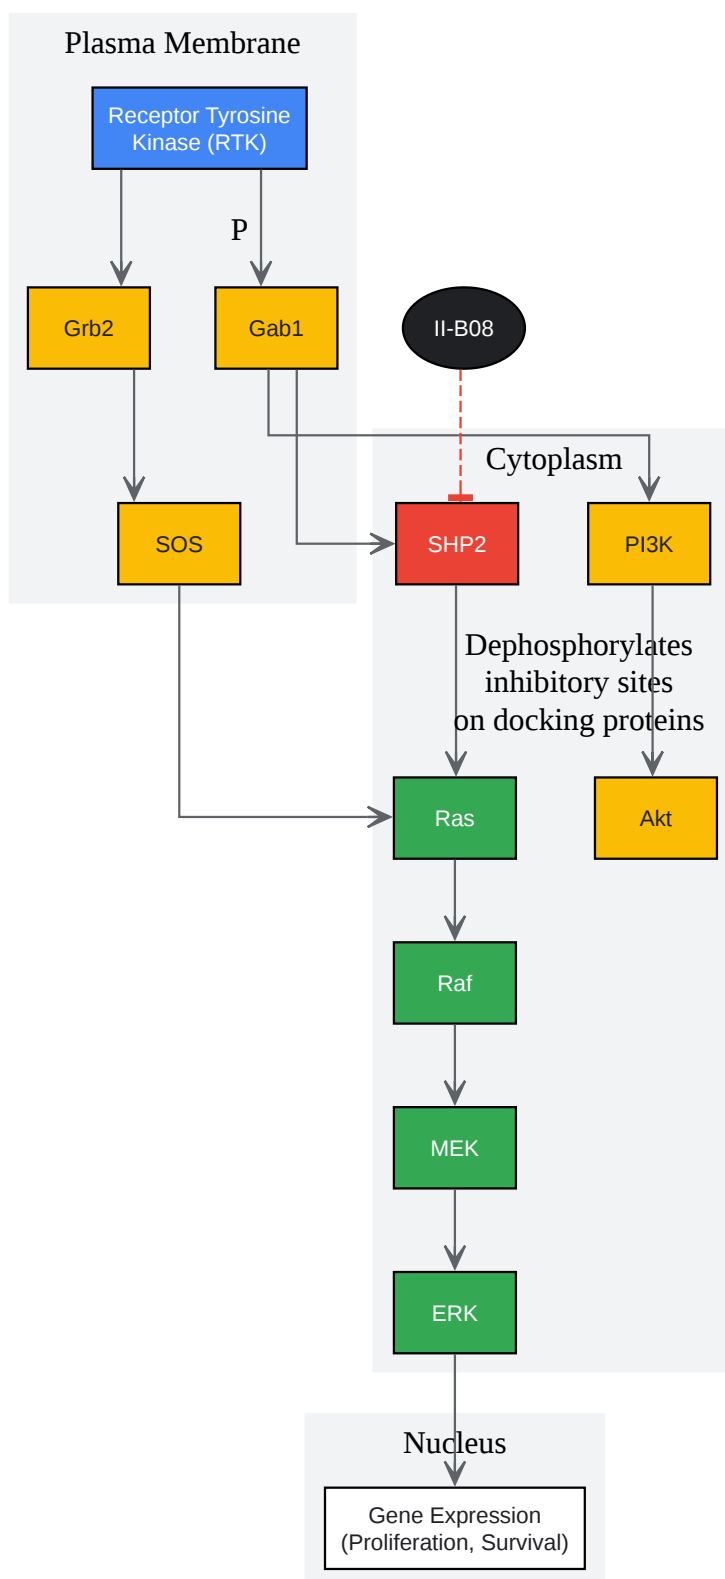 Plasma Membrane
Receptor Tyrosine
Kinase (RTK)
P
Grb2
Gab1
II-B08
Cytoplasm
SOS
SHP2
PI3K
Dephosphorylates
inhibitory sites
on docking proteins
Ras
Akt
Raf
MEK
ERK
Nucleus
Gene Expression
(Proliferation, Survival)